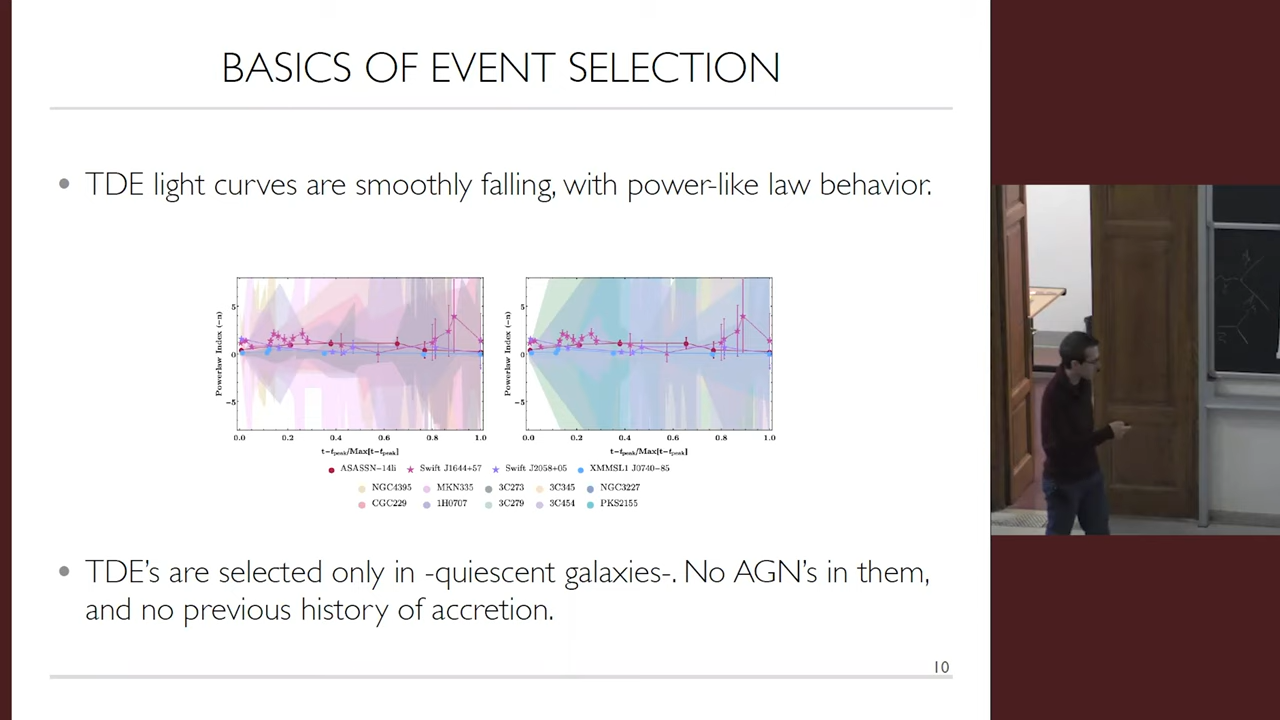 BASICS OF EVENT SELECTION
• TDE light curves are smoothly falling, with power-like law behavior.
Powerlaw Index (−n)
5
0
−5
0.0 0.2 0.4 0.6 0.8 1.0
t−tpeak/Max[t−tpeak]
Powerlaw Index (−n)
5
0
−5
0.0 0.2 0.4 0.6 0.8 1.0
t−tpeak/Max[t−tpeak]
ASASSN−14li Swift J1644+57 Swift J2058+05 XMMSL1 J0740−85
NGC4395 MKN335 3C273 3C345 NGC3227
CGC229 1H0707 3C279 3C454 PKS2155
• TDE's are selected only in -quiescent galaxies-. No AGN's in them,
and no previous history of accretion.
10